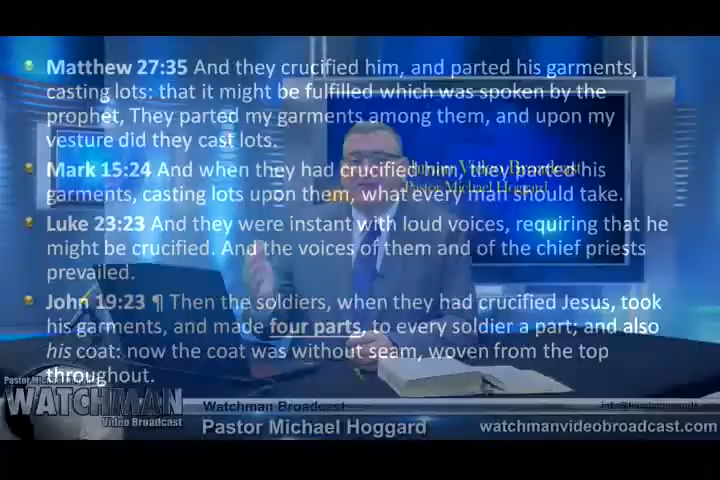 Matthew 27:35 And they crucified him, and parted his garments,
casting lots: that it might be fulfilled which was spoken by the
prophet, They parted my garments among them, and upon my
vesture did they cast lots.
Mark 15:24 And when they had crucified him, they parted his
garments, casting lots upon them, what every man should take.
Video Broadcast
Pastor Michael Hoggard
Luke 23:23 And they were instant with loud voices, requiring that he
might be crucified. And the voices of them and of the chief priests
prevailed.
John 19:23 ¶ Then the soldiers, when they had crucified Jesus, took
his garments, and made four parts, to every soldier a part; and also
his coat: now the coat was without seam, woven from the top
throughout.
Pastor
WATCHMAN
Video Broadcast
Watchman Broadcast
Pastor Michael Hoggard
watchmanvideobroadcast.com